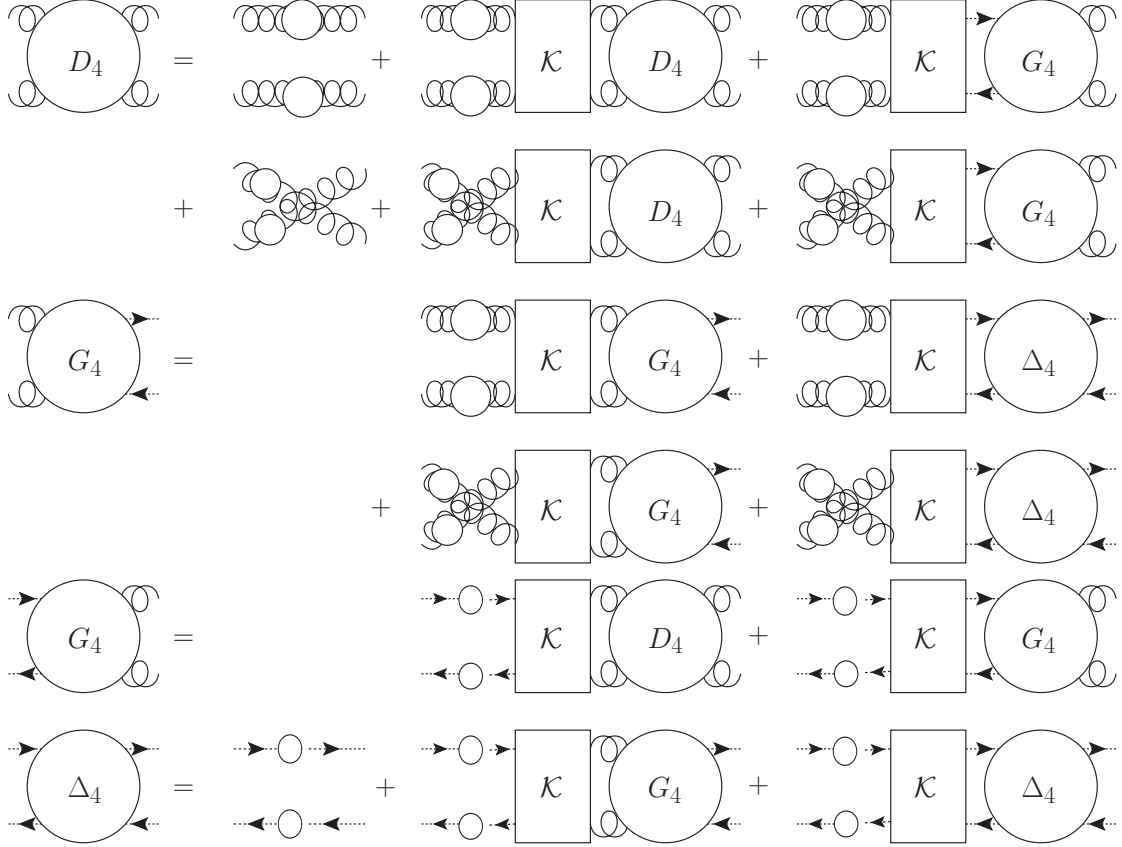 D₄ = + 𝒦 D₄ + 𝒦 G₄
+ + 𝒦 D₄ + 𝒦 G₄
G₄ = 𝒦 G₄ + 𝒦 Δ₄
+ 𝒦 G₄ + 𝒦 Δ₄
G₄ = 𝒦 D₄ + 𝒦 G₄
Δ₄ = + 𝒦 G₄ + 𝒦 Δ₄